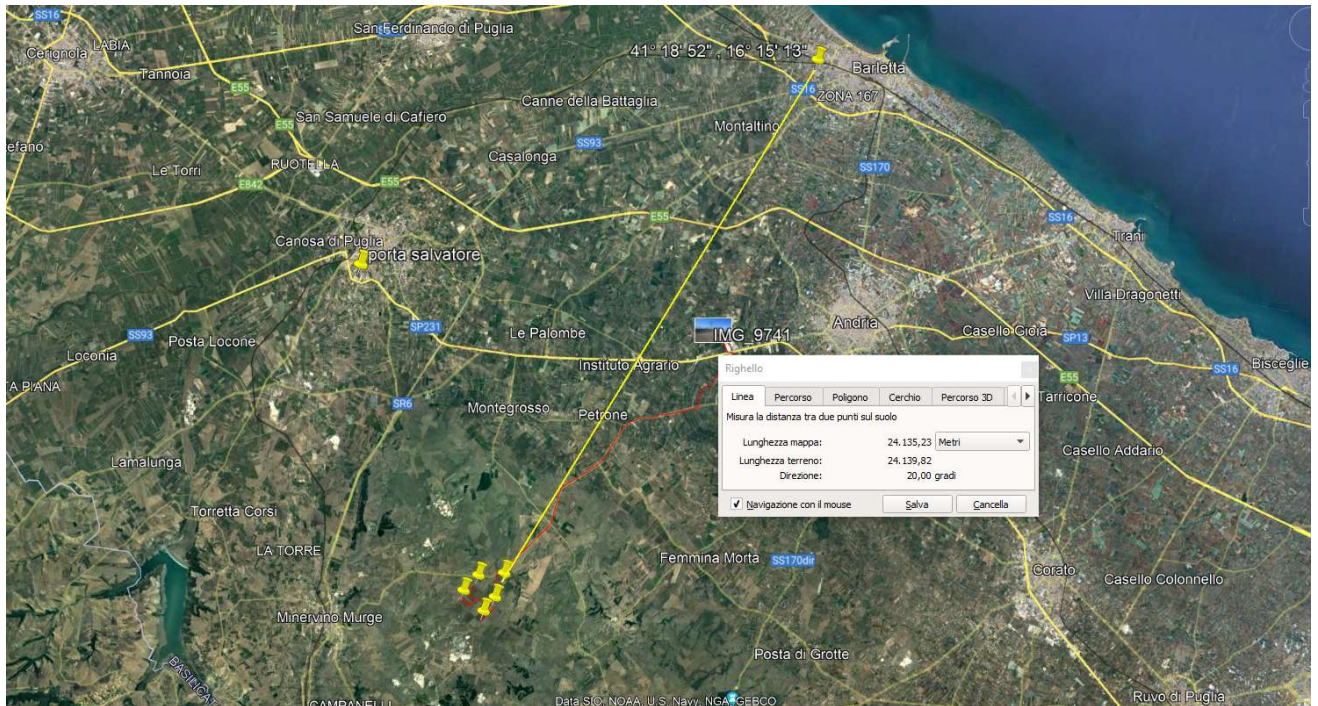 SS16
San Ferdinando di Puglia
Cerignola
LABIA
41° 18' 52" , 16° 15' 13"
Barletta
Tannoia
E55
SS16
ZONA 167
Canne della Battaglia
E55
San Samuele di Cafiero
Montaltino
SS93
Le Torri
RUOTELLA
Casalonga
SS170
E842
E55
E55
SS16
Canosa di Puglia
porta salvatore
Trani
Villa Dragonetti
SS93
Posta Locone
SP231
Le Palombe
IMG_9741
Andria
Casello Gioia
SP13
Loconia
Instituto Agrario
SS16
Bisceglie
Righello
E55
Linea
Percorso
Poligono
Cerchio
Percorso 3D
Tarricone
SR6
Montegrosso
Petrone
Misura la distanza tra due punti sul suolo
Lunghezza mappa: 24.135,23 Metri
Lunghezza terreno: 24.139,82
Direzione: 20,00 gradi
Casello Addario
Lamalunga
Navigazione con il mouse
Salva
Cancella
Torretta Corsi
LA TORRE
Femmina Morta
SS170dir
Corato
Casello Colonnello
Minervino Murge
Posta di Grotte
BASILICAT
CAMPANELLI
Data SIO, NOAA, U.S. Navy, NGA, GEBCO
Ruvo di Puglia